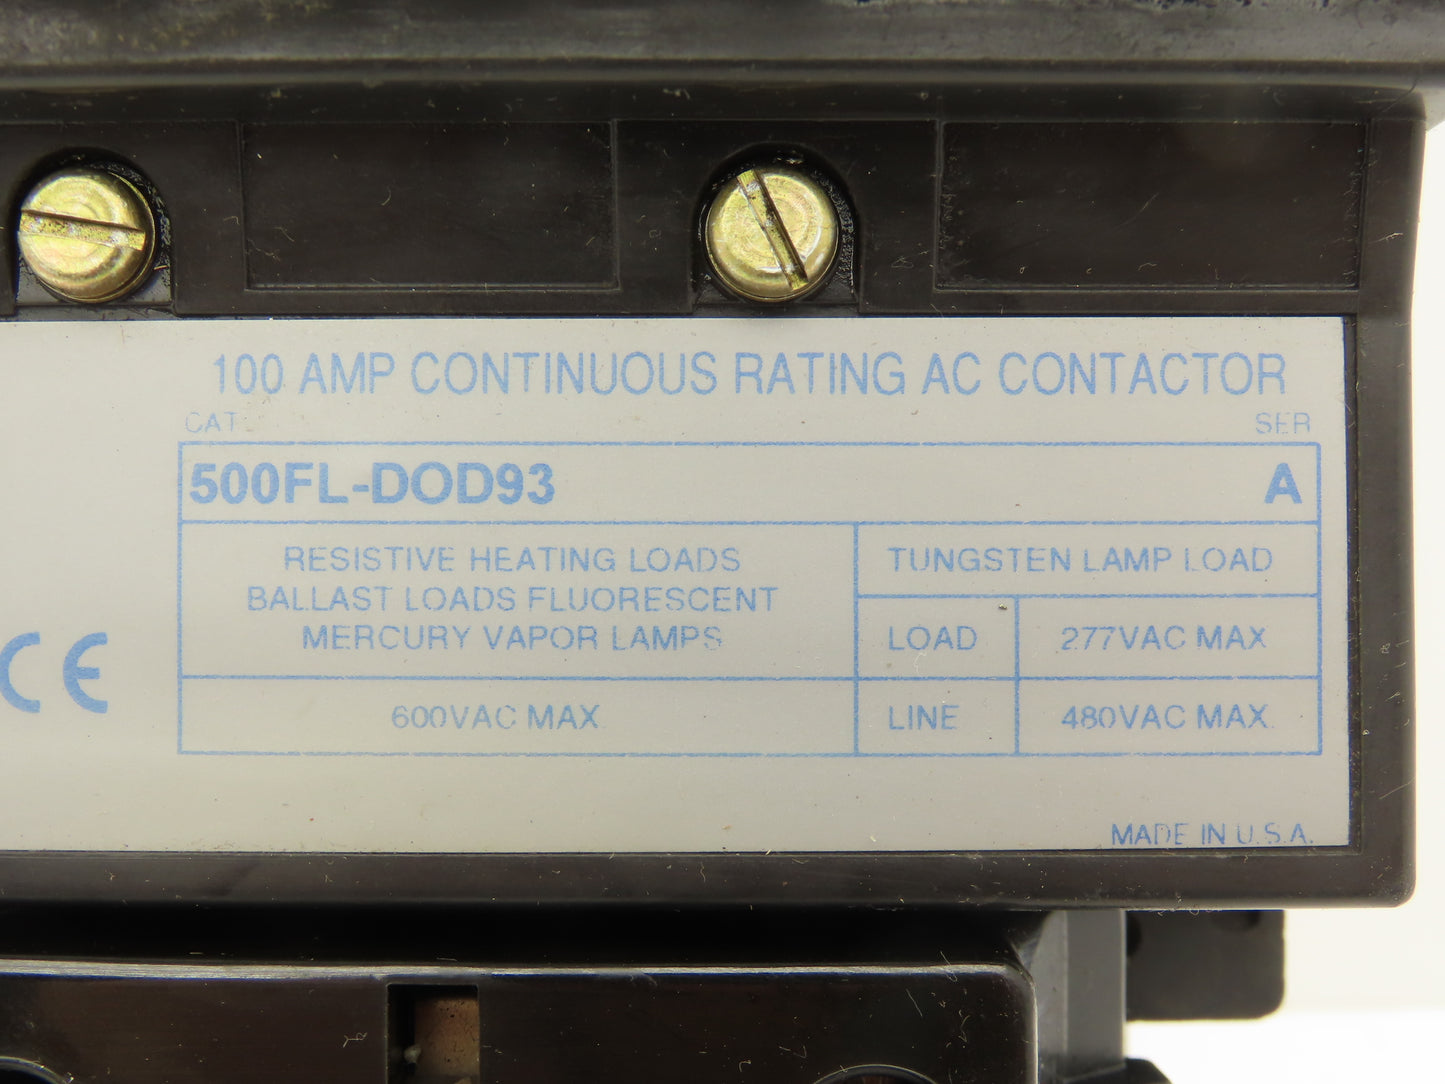 100 AMP CONTINUOUS RATING AC CONTACTOR
CAT SER
500FL-DOD93 A
RESISTIVE HEATING LOADS
BALLAST LOADS FLUORESCENT
MERCURY VAPOR LAMPS
600VAC MAX
TUNGSTEN LAMP LOAD
LOAD 277VAC MAX
LINE 480VAC MAX
CE
MADE IN U.S.A.